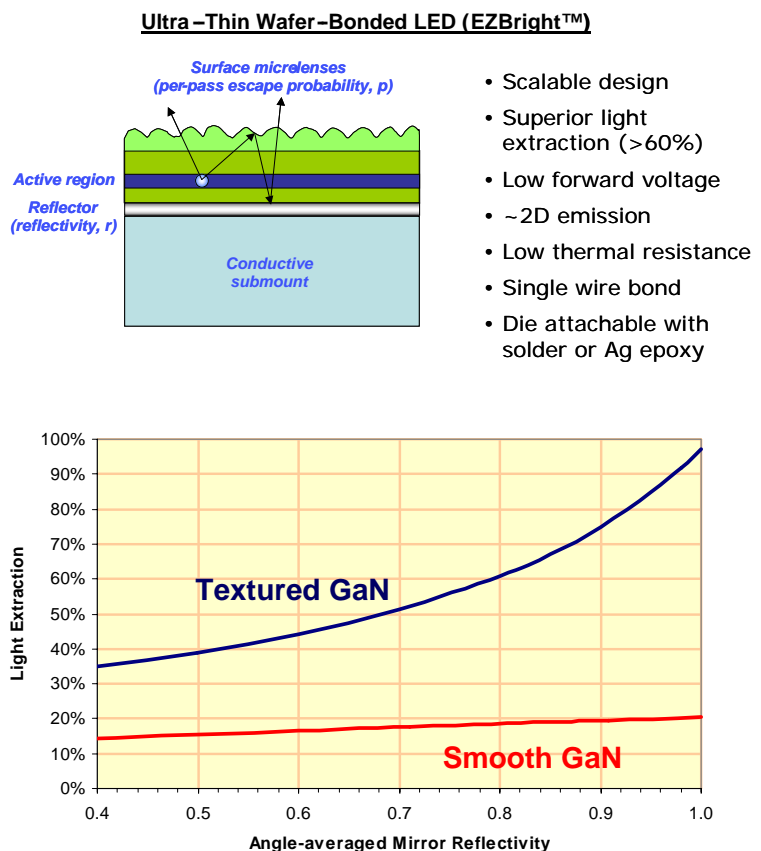 Ultra–Thin Wafer–Bonded LED (EZBright™)
Surface micrelenses
(per-pass escape probability, p)
Active region
Reflector
(reflectivity, r)
Conductive
submount
• Scalable design
• Superior light
extraction (>60%)
• Low forward voltage
• ~2D emission
• Low thermal resistance
• Single wire bond
• Die attachable with
solder or Ag epoxy
100%
90%
80%
70%
60%
50%
40%
30%
20%
10%
0%
Light Extraction
Textured GaN
Smooth GaN
0.4 0.5 0.6 0.7 0.8 0.9 1.0
Angle-averaged Mirror Reflectivity